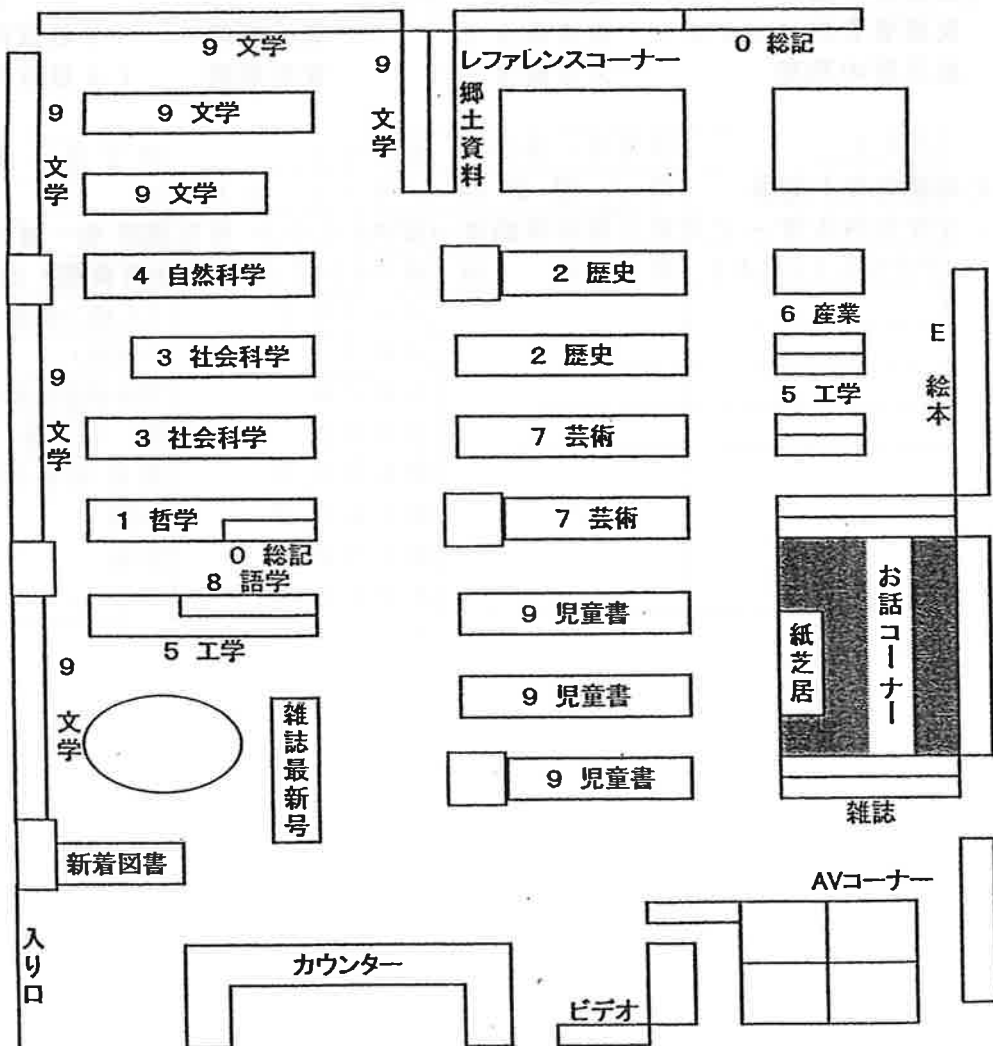 9 文学
レファレンスコーナー
0 総記
9 文学
郷土資料
9 文学
9 文学
9 文学
4 自然科学
2 歴史
6 産業
E 絵本
3 社会科学
2 歴史
9 文学
5 工学
3 社会科学
7 芸術
1 哲学
7 芸術
0 総記
8 語学
お話コーナー
9 児童書
紙芝居
5 工学
9 文学
9 児童書
雑誌最新号
9 児童書
雑誌
新着図書
AVコーナー
入り口
カウンター
ビデオ